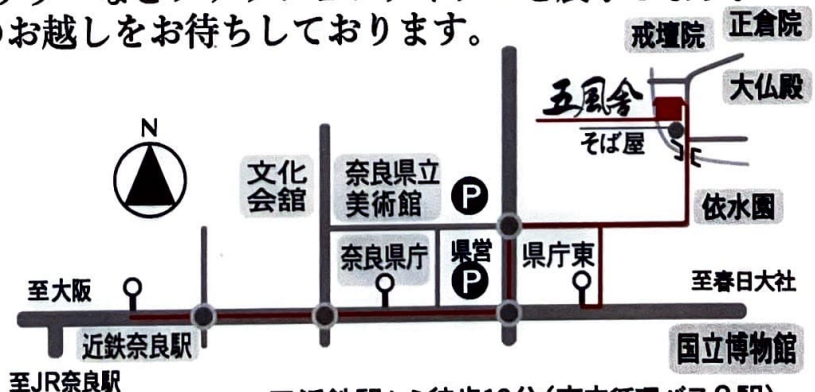 のお越しをお待ちしております。
戒壇院
正倉院
大仏殿
五風舎
そば屋
N
文化
会舘
奈良県立
美術館
P
依水園
奈良県庁
県営
P
県庁東
至大阪
至春日大社
近鉄奈良駅
国立博物館
至JR奈良駅